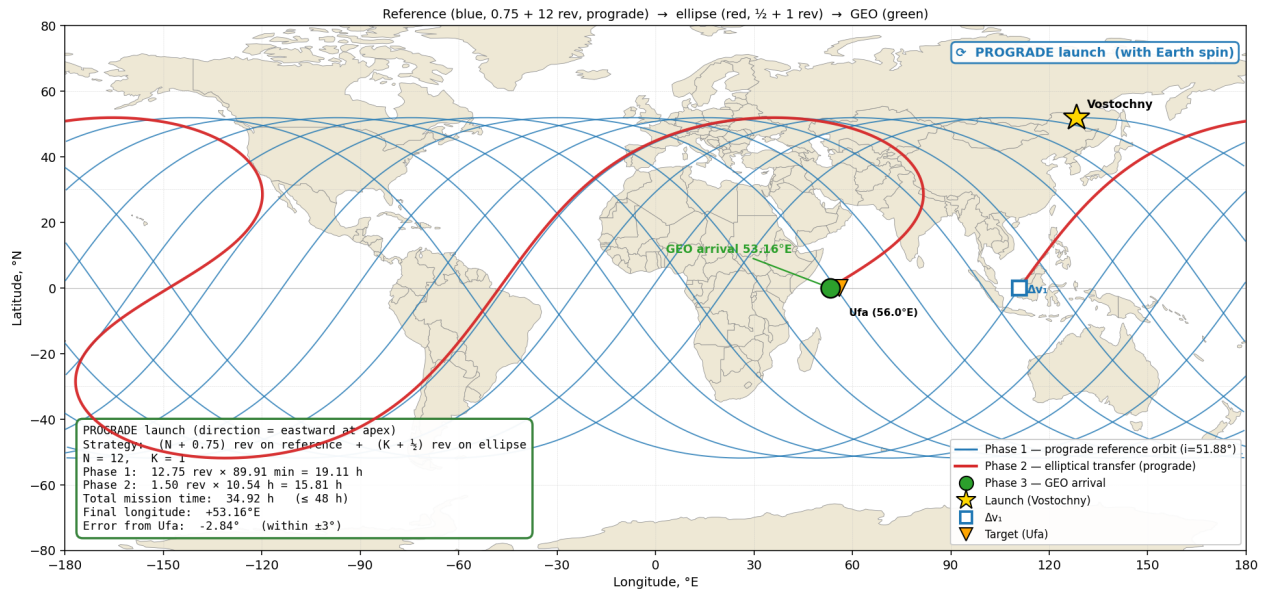 Reference (blue, 0.75 + 12 rev, prograde) → ellipse (red, ½ + 1 rev) → GEO (green)
80
60
40
20
0
−20
−40
−60
−80
Latitude, °N
⟳ PROGRADE launch (with Earth spin)
Vostochny
GEO arrival 53.16°E
Δv₁
Ufa (56.0°E)
PROGRADE launch (direction = eastward at apex)
Strategy: (N + 0.75) rev on reference + (K + ½) rev on ellipse
N = 12, K = 1
Phase 1: 12.75 rev × 89.91 min = 19.11 h
Phase 2: 1.50 rev × 10.54 h = 15.81 h
Total mission time: 34.92 h (≤ 48 h)
Final longitude: +53.16°E
Error from Ufa: -2.84° (within ±3°)
Phase 1 — prograde reference orbit (i=51.88°)
Phase 2 — elliptical transfer (prograde)
Phase 3 — GEO arrival
Launch (Vostochny)
Δv₁
Target (Ufa)
−180 −150 −120 −90 −60 −30 0 30 60 90 120 150 180
Longitude, °E